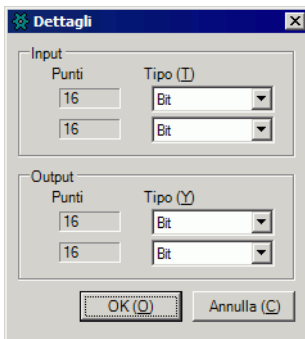 Dettagli
Input
Punti Tipo (T)
16 Bit
16 Bit
Output
Punti Tipo (Y)
16 Bit
16 Bit
OK (O) Annulla (C)